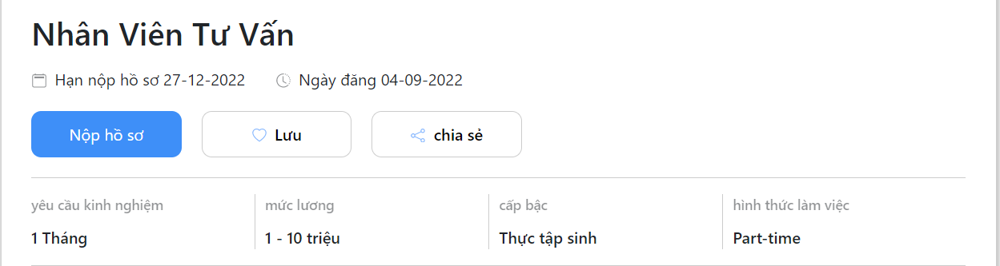 Nhân Viên Tư Vấn
Hạn nộp hồ sơ 27-12-2022 Ngày đăng 04-09-2022
Nộp hồ sơ Lưu chia sẻ
yêu cầu kinh nghiệm mức lương cấp bậc hình thức làm việc
1 Tháng 1 - 10 triệu Thực tập sinh Part-time